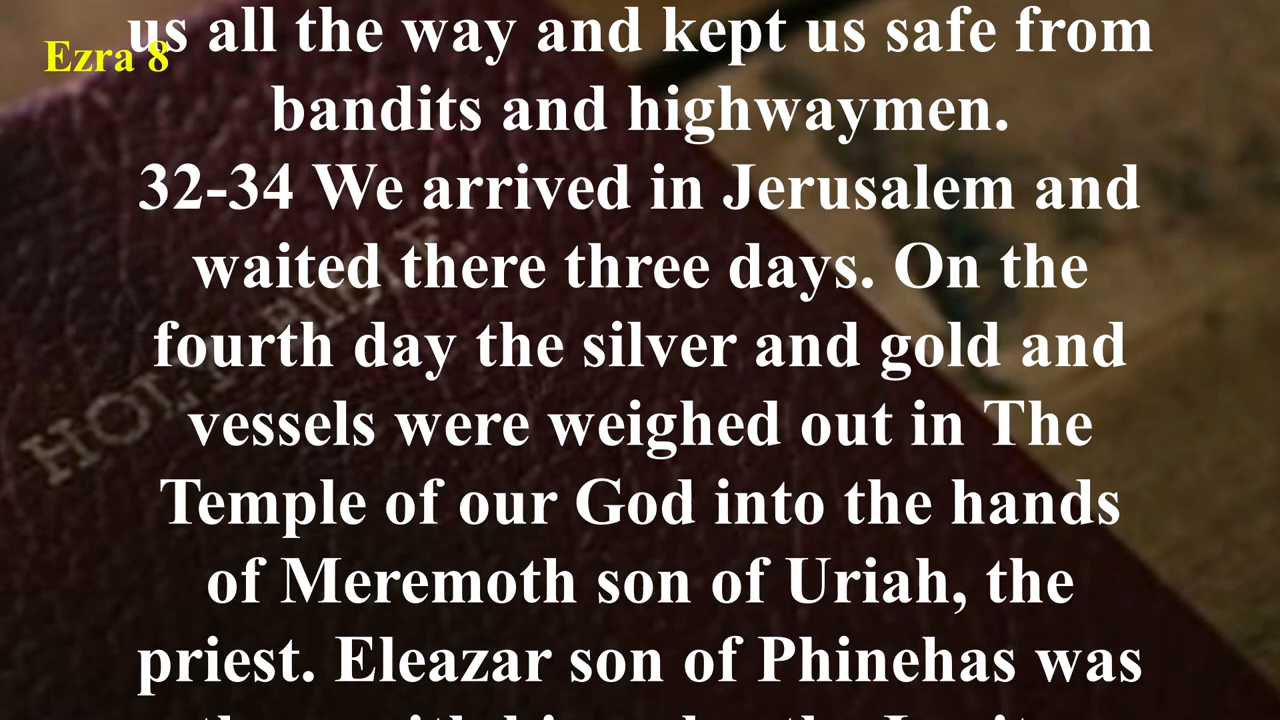 us all the way and kept us safe from
Ezra 8
bandits and highwaymen.
32-34 We arrived in Jerusalem and
waited there three days. On the
fourth day the silver and gold and
vessels were weighed out in The
Temple of our God into the hands
of Meremoth son of Uriah, the
priest. Eleazar son of Phinehas was
HOLY BIBLE